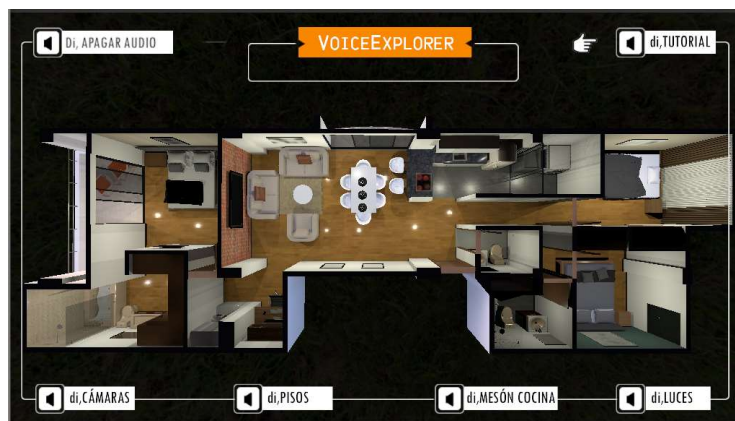 Di, APAGAR AUDIO
VOICEEXPLORER
di,TUTORIAL
di,CÁMARAS
di,PISOS
di,MESÓN COCINA
di,LUCES